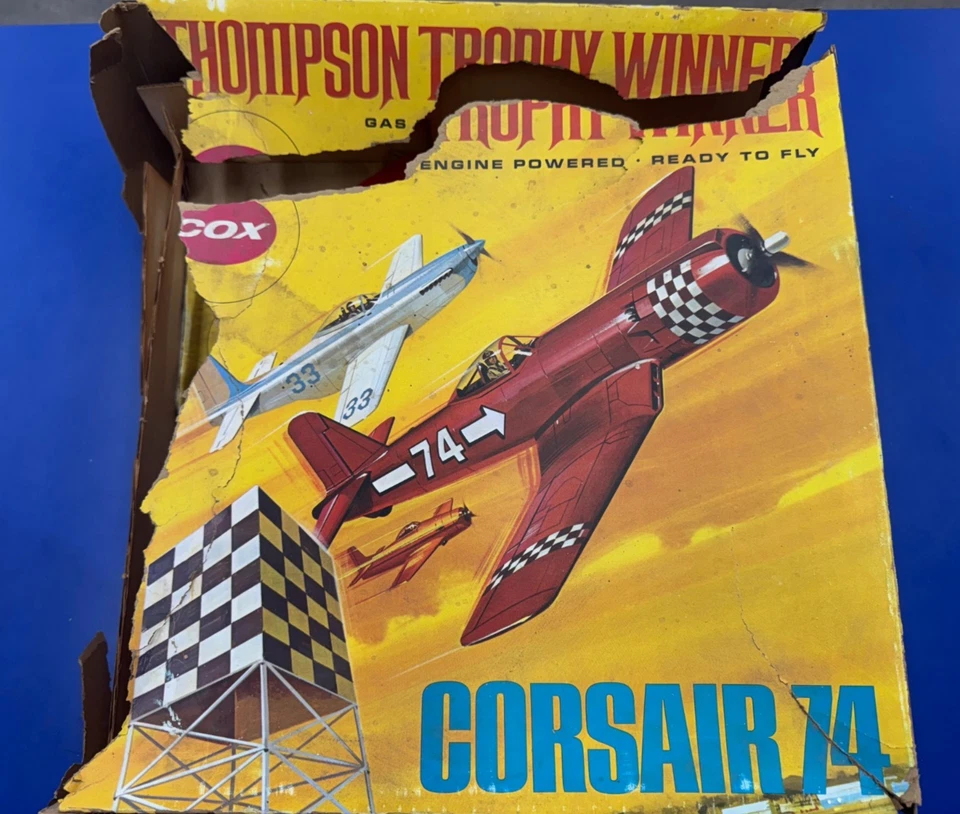 THOMPSON TROPHY WINNER
TROPHY WINNER
GAS
ENGINE POWERED · READY TO FLY
COX
33
33
74
CORSAIR 74